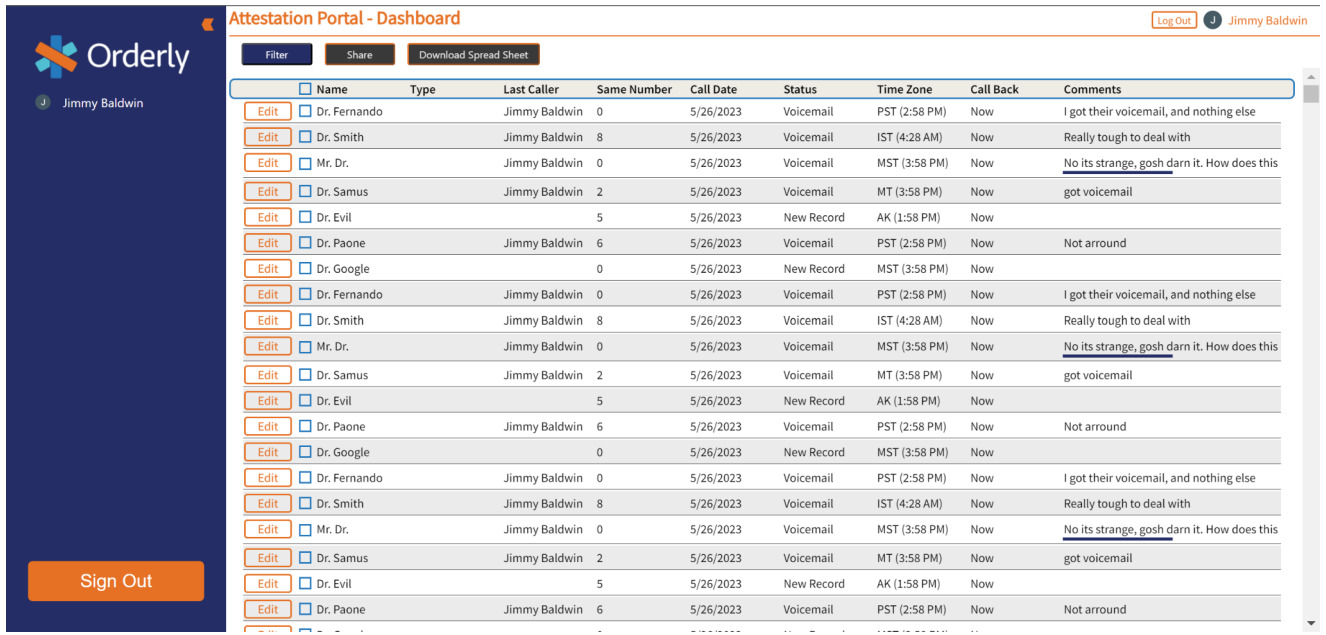 Attestation Portal - Dashboard
Log Out J Jimmy Baldwin
Orderly
J Jimmy Baldwin
Filter Share Download Spread Sheet
Name Type Last Caller Same Number Call Date Status Time Zone Call Back Comments
Edit Dr. Fernando Jimmy Baldwin 0 5/26/2023 Voicemail PST (2:58 PM) Now I got their voicemail, and nothing else
Edit Dr. Smith Jimmy Baldwin 8 5/26/2023 Voicemail IST (4:28 AM) Now Really tough to deal with
Edit Mr. Dr. Jimmy Baldwin 0 5/26/2023 Voicemail MST (3:58 PM) Now No its strange, gosh darn it. How does this
Edit Dr. Samus Jimmy Baldwin 2 5/26/2023 Voicemail MT (3:58 PM) Now got voicemail
Edit Dr. Evil 5 5/26/2023 New Record AK (1:58 PM) Now
Edit Dr. Paone Jimmy Baldwin 6 5/26/2023 Voicemail PST (2:58 PM) Now Not arround
Edit Dr. Google 0 5/26/2023 New Record MST (3:58 PM) Now
Edit Dr. Fernando Jimmy Baldwin 0 5/26/2023 Voicemail PST (2:58 PM) Now I got their voicemail, and nothing else
Edit Dr. Smith Jimmy Baldwin 8 5/26/2023 Voicemail IST (4:28 AM) Now Really tough to deal with
Edit Mr. Dr. Jimmy Baldwin 0 5/26/2023 Voicemail MST (3:58 PM) Now No its strange, gosh darn it. How does this
Edit Dr. Samus Jimmy Baldwin 2 5/26/2023 Voicemail MT (3:58 PM) Now got voicemail
Edit Dr. Evil 5 5/26/2023 New Record AK (1:58 PM) Now
Edit Dr. Paone Jimmy Baldwin 6 5/26/2023 Voicemail PST (2:58 PM) Now Not arround
Edit Dr. Google 0 5/26/2023 New Record MST (3:58 PM) Now
Edit Dr. Fernando Jimmy Baldwin 0 5/26/2023 Voicemail PST (2:58 PM) Now I got their voicemail, and nothing else
Edit Dr. Smith Jimmy Baldwin 8 5/26/2023 Voicemail IST (4:28 AM) Now Really tough to deal with
Edit Mr. Dr. Jimmy Baldwin 0 5/26/2023 Voicemail MST (3:58 PM) Now No its strange, gosh darn it. How does this
Edit Dr. Samus Jimmy Baldwin 2 5/26/2023 Voicemail MT (3:58 PM) Now got voicemail
Edit Dr. Evil 5 5/26/2023 New Record AK (1:58 PM) Now
Edit Dr. Paone Jimmy Baldwin 6 5/26/2023 Voicemail PST (2:58 PM) Now Not arround
Sign Out